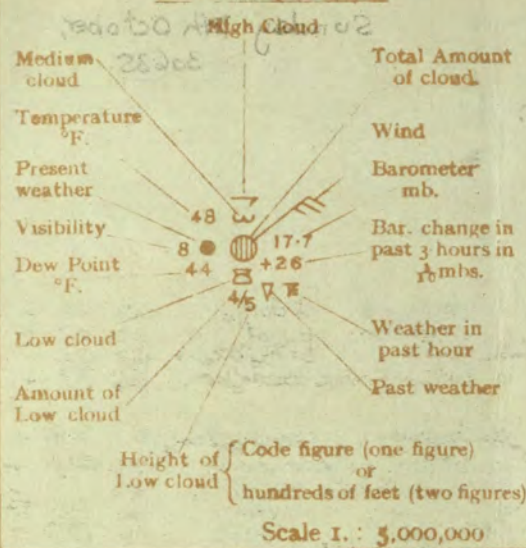 High Cloud
Medium
cloud
Total Amount
of cloud.
Temperature
°F.
Wind
Present
weather
Barometer
mb.
48
Visibility
8
17·7
Bar. change in
past 3 hours in
1/10 mbs.
Dew Point
°F.
44
+26
4/5
Low cloud
Weather in
past hour
Amount of
Low cloud
Past weather
Height of
Low cloud
Code figure (one figure)
or
hundreds of feet (two figures)
Scale 1. : 5,000,000